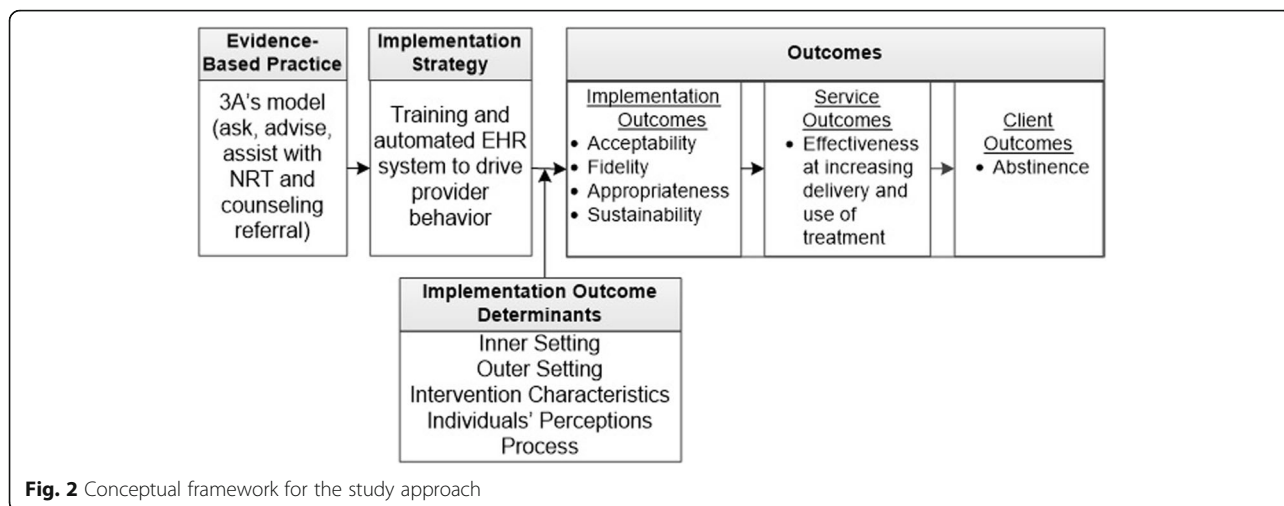 Evidence-
Based Practice
3A's model
(ask, advise,
assist with
NRT and
counseling
referral)
Implementation
Strategy
Training and
automated EHR
system to drive
provider
behavior
Outcomes
Implementation
Outcomes
• Acceptability
• Fidelity
• Appropriateness
• Sustainability
Service
Outcomes
• Effectiveness
at increasing
delivery and
use of
treatment
Client
Outcomes
• Abstinence
Implementation Outcome
Determinants
Inner Setting
Outer Setting
Intervention Characteristics
Individuals' Perceptions
Process
Fig. 2 Conceptual framework for the study approach